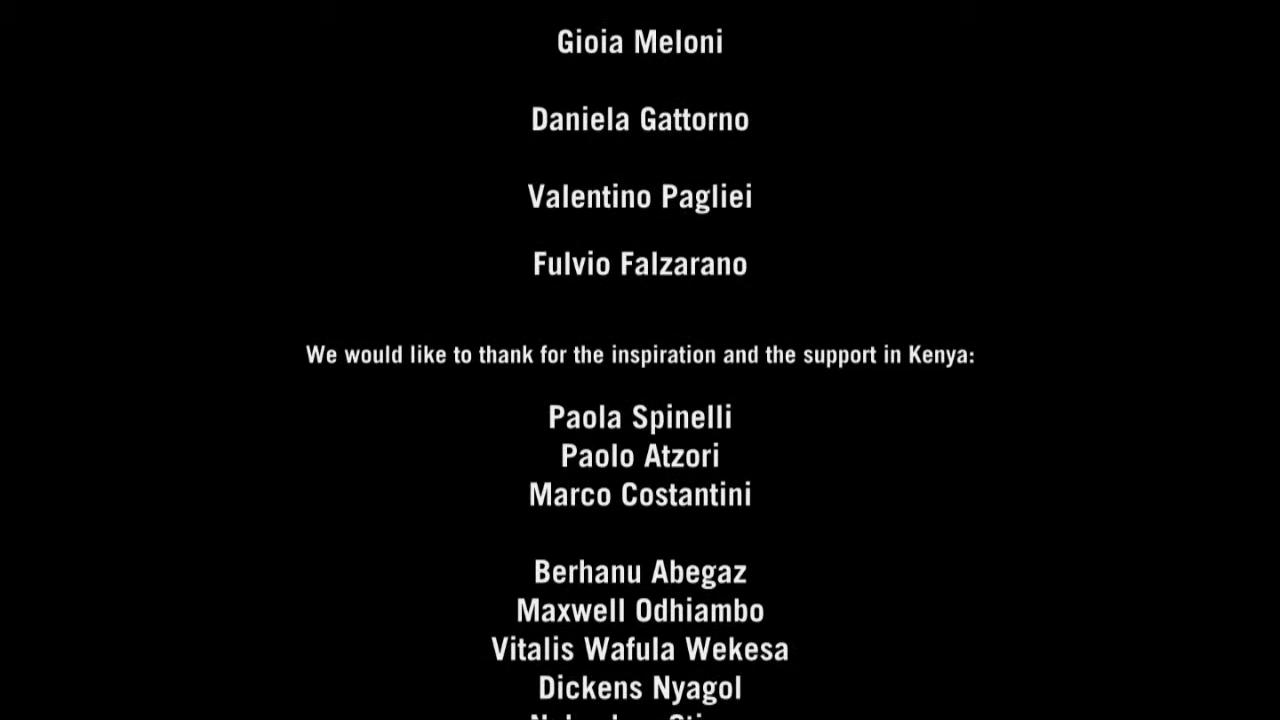 Gioia Meloni
Daniela Gattorno
Valentino Pagliei
Fulvio Falzarano
We would like to thank for the inspiration and the support in Kenya:
Paola Spinelli
Paolo Atzori
Marco Costantini
Berhanu Abegaz
Maxwell Odhiambo
Vitalis Wafula Wekesa
Dickens Nyagol